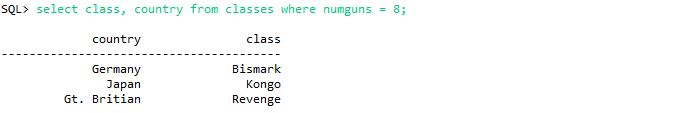 SQL> select class, country from classes where numguns = 8;
country class
-----------------------------------------
Germany Bismark
Japan Kongo
Gt. Britian Revenge